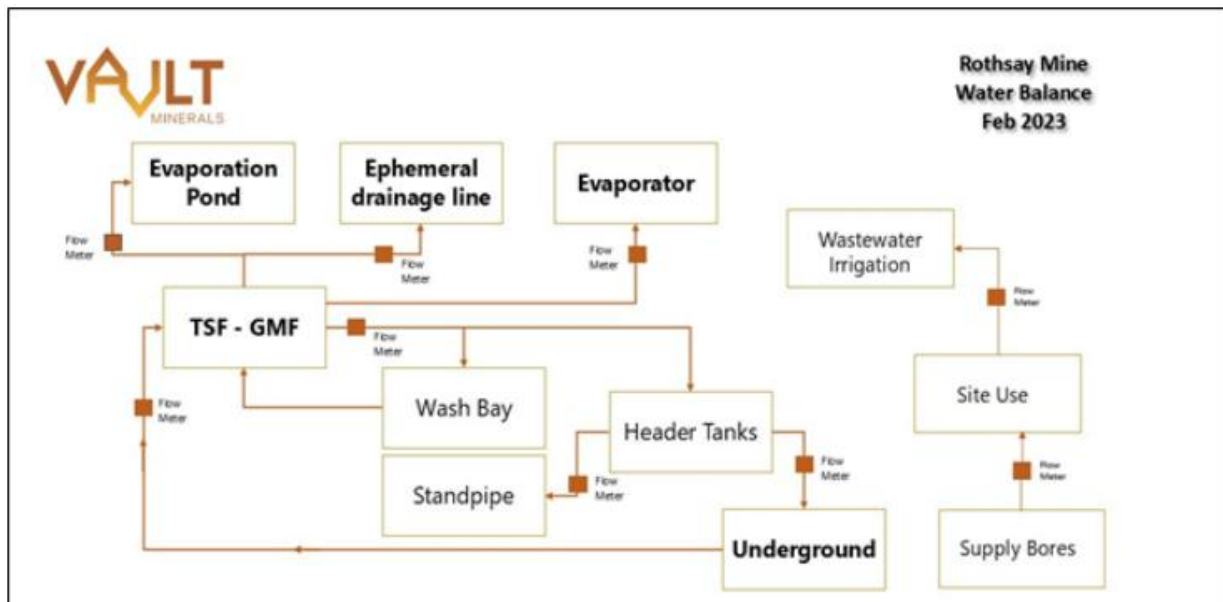 VAULT
MINERALS
Rothsay Mine
Water Balance
Feb 2023
Evaporation
Pond
Ephemeral
drainage line
Evaporator
Flow
Meter
Flow
Meter
Flow
Meter
Wastewater
Irrigation
Flow
Meter
TSF - GMF
Flow
Meter
Wash Bay
Flow
Meter
Header Tanks
Site Use
Standpipe
Flow
Meter
Flow
Meter
Flow
Meter
Underground
Supply Bores